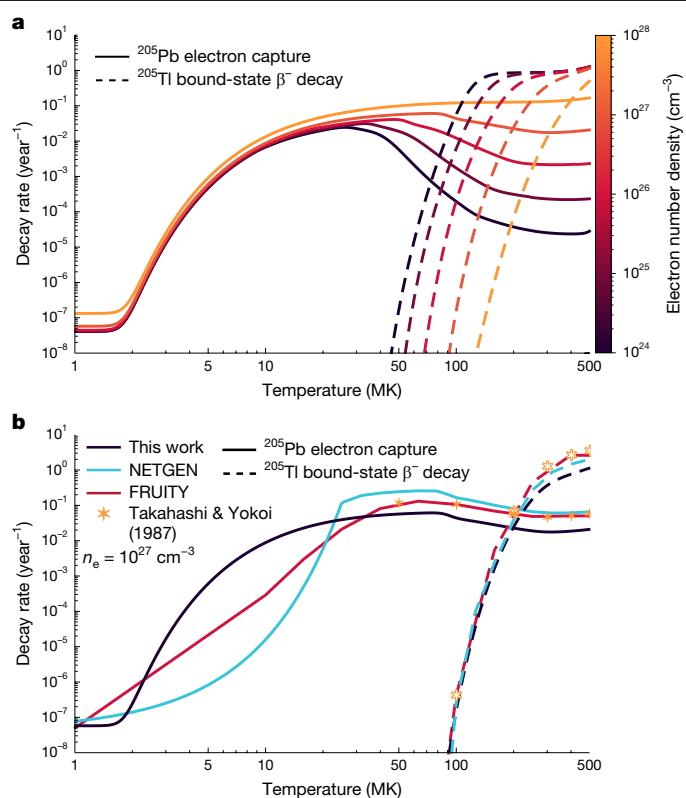 a
²⁰⁵Pb electron capture
²⁰⁵Tl bound-state β⁻ decay
Decay rate (year⁻¹)
10¹
10⁰
10⁻¹
10⁻²
10⁻³
10⁻⁴
10⁻⁵
10⁻⁶
10⁻⁷
10⁻⁸
1 5 10 50 100 500
Temperature (MK)
10²⁸
10²⁷
10²⁶
10²⁵
10²⁴
Electron number density (cm⁻³)
b
This work
NETGEN
FRUITY
Takahashi & Yokoi
(1987)
nₑ = 10²⁷ cm⁻³
²⁰⁵Pb electron capture
²⁰⁵Tl bound-state β⁻ decay
Decay rate (year⁻¹)
10¹
10⁰
10⁻¹
10⁻²
10⁻³
10⁻⁴
10⁻⁵
10⁻⁶
10⁻⁷
10⁻⁸
1 5 10 50 100 500
Temperature (MK)